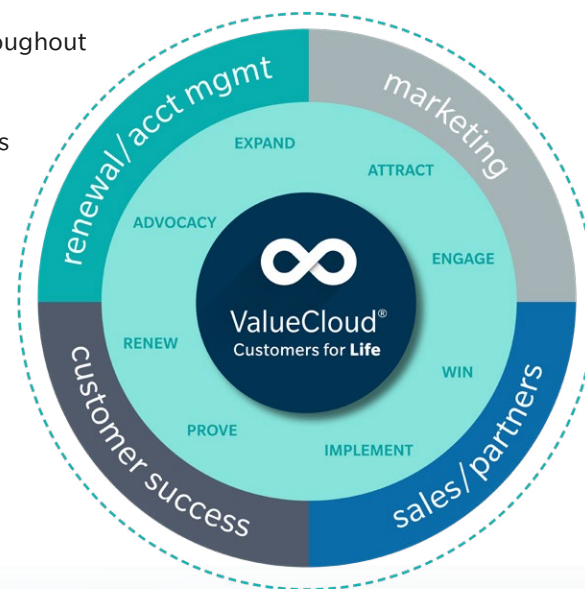 oughout
s
renewal/acct mgmt
marketing
EXPAND
ATTRACT
ADVOCACY
ENGAGE
ValueCloud®
Customers for Life
RENEW
WIN
PROVE
IMPLEMENT
customer success
sales/partners